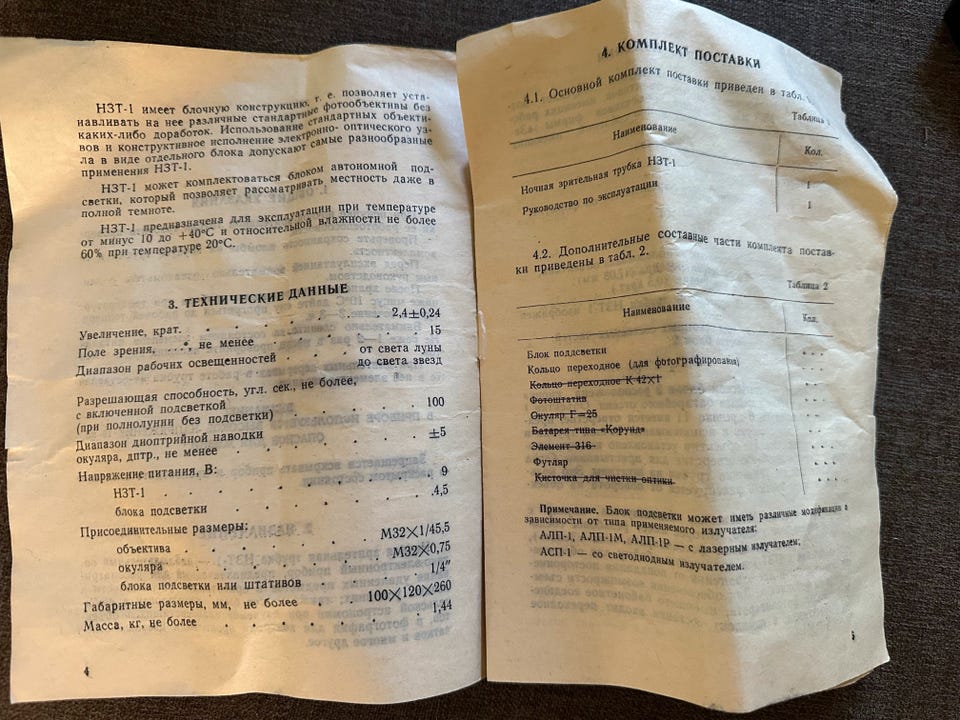 НЗТ-1 имеет блочную конструкцию, т. е. позволяет уста-
навливать на нее различные стандартные фотообъективы без
каких-либо доработок. Использование стандартных объекти-
вов и конструктивное исполнение электронно-оптического уз-
ла в виде отдельного блока допускают самые разнообразные
применения НЗТ-1.
НЗТ-1 может комплектоваться блоком автономной под-
светки, который позволяет рассматривать местность даже в
полной темноте.
НЗТ-1 предназначена для эксплуатации при температуре
от минус 10 до +40°С и относительной влажности не более
60% при температуре 20°С.
3. ТЕХНИЧЕСКИЕ ДАННЫЕ
Увеличение, крат. 2,4±0,24
Поле зрения, ...°, не менее 15
Диапазон рабочих освещенностей от света луны
до света звезд
Разрешающая способность, угл. сек., не более,
с включенной подсветкой
(при полнолунии без подсветки) 100
Диапазон диоптрийной наводки
окуляра, дптр., не менее ±5
Напряжение питания, В:
НЗТ-1 9
блока подсветки 4,5
Присоединительные размеры:
объектива М32×1/45,5
окуляра М32×0,75
блока подсветки или штативов 1/4″
Габаритные размеры, мм, не более 100×120×260
Масса, кг, не более 1,44
4
4. КОМПЛЕКТ ПОСТАВКИ
4.1. Основной комплект поставки приведен в табл.
Таблица 1
Наименование Кол.
Ночная зрительная трубка НЗТ-1 1
Руководство по эксплуатации 1
4.2. Дополнительные составные части комплекта постав-
ки приведены в табл. 2.
Таблица 2
Наименование Кол.
Блок поддсветки ...
Кольцо переходное (для фотографирования) ...
Кольцо переходное К 42×1 ...
Фотоштатив ...
Окуляр Г=25 ...
Батарея типа «Корунд» ...
Элемент 316 ...
Футляр ...
Кисточка для чистки оптики ...
Примечание. Блок подсветки может иметь различные модификации в
зависимости от типа применяемого излучателя:
АЛП-1, АЛП-1М, АЛП-1Р — с лазерным излучателем;
АСП-1 — со светодиодным излучателем.
5